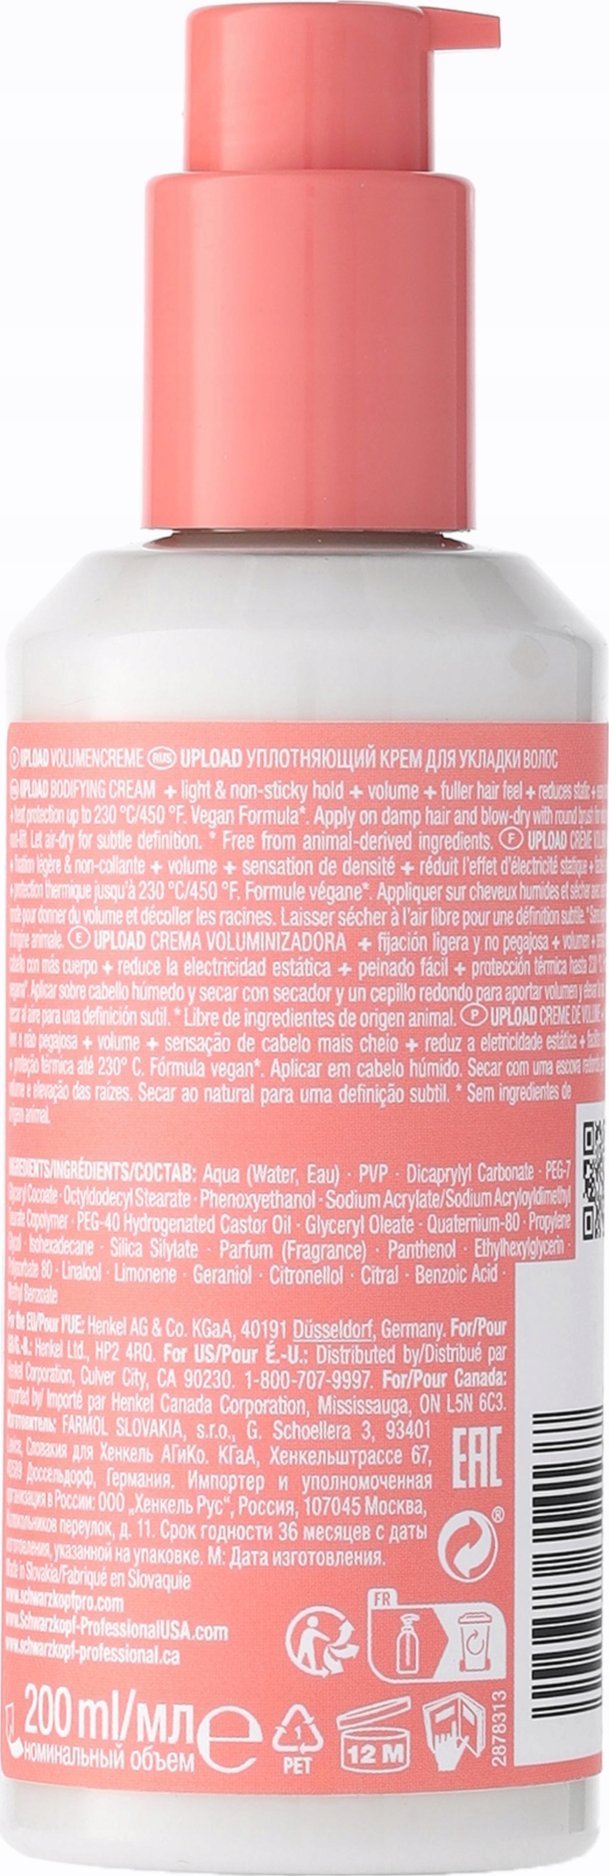 D UPLOAD VOLUMENCREME RUS UPLOAD УПЛОТНЯЮЩИЙ КРЕМ ДЛЯ УКЛАДКИ ВОЛОС
UPLOAD BODIFYING CREAM + light & non-sticky hold + volume + fuller hair feel + reduces static +
+ heat protection up to 230 °C/450 °F. Vegan Formula*. Apply on damp hair and blow-dry with round brush for
Let air-dry for subtle definition. * Free from animal-derived ingredients. F UPLOAD CRÈME
+ fixation légère & non-collante + volume + sensation de densité + réduit l'effet d'électricité statique +
+ protection thermique jusqu'à 230 °C/450 °F. Formule végane* Appliquer sur cheveux humides et sécher
pour donner du volume et décoller les racines. Laisser sécher à l'air libre pour une définition subtile.
d'origine animale. E UPLOAD CREMA VOLUMINIZADORA + fijación ligera y no pegajosa + volumen +
cabello con más cuerpo + reduce la electricidad estática + peinado fácil + protección térmica hasta 230
Aplicar sobre cabello húmedo y secar con secador y un cepillo redondo para aportar volumen y
secar al aire para una definición sutil. * Libre de ingredientes de origen animal. P UPLOAD CREME DE VOLUME
e não pegajosa + volume + sensação de cabelo mais cheio + reduz a eletricidade estática +
+ proteção térmica até 230° C. Fórmula vegan*. Aplicar em cabelo húmido. Secar com uma escova
e elevação das raízes. Secar ao natural para uma definição subtil. * Sem ingredientes de
origem animal.
INGREDIENTS/INGRÉDIENTS/СОСТАВ: Aqua (Water, Eau) · PVP · Dicaprylyl Carbonate · PEG-7
Glyceryl Cocoate · Octyldodecyl Stearate · Phenoxyethanol · Sodium Acrylate/Sodium Acryloyldimethyl
Taurate Copolymer · PEG-40 Hydrogenated Castor Oil · Glyceryl Oleate · Quaternium-80 · Propylene
Glycol · Isohexadecane · Silica Silylate · Parfum (Fragrance) · Panthenol · Ethylhexylglycerin ·
Polysorbate 80 · Linalool · Limonene · Geraniol · Citronellol · Citral · Benzoic Acid ·
Methyl Benzoate
For the EU/Pour l'UE: Henkel AG & Co. KGaA, 40191 Düsseldorf, Germany. For/Pour
Henkel Ltd., HP2 4RQ. For US/Pour É.-U.: Distributed by/Distribué par
Henkel Corporation, Culver City, CA 90230. 1-800-707-9997. For/Pour Canada:
Imported by/ Importé par Henkel Canada Corporation, Mississauga, ON L5N 6C3.
Изготовитель: FARMOL SLOVAKIA, s.r.o., G. Schoellera 3, 93401
Словакия для Хенкель АГиКо. КГаА, Хенкельштрассе 67,
40589 Дюссельдорф, Германия. Импортер и уполномоченная
организация в России: ООО „Хенкель Рус“, Россия, 107045 Москва,
Колокольников переулок, д. 11. Срок годности 36 месяцев с даты
изготовления, указанной на упаковке. М: Дата изготовления.
Made in Slovakia/Fabriqué en Slovaquie
www.schwarzkopfpro.com
www.Schwarzkopf-ProfessionalUSA.com
www.schwarzkopf-professional.ca
EAC
®
FR
200 ml/мл e
номинальный объем
1
PET
12 M
2878313